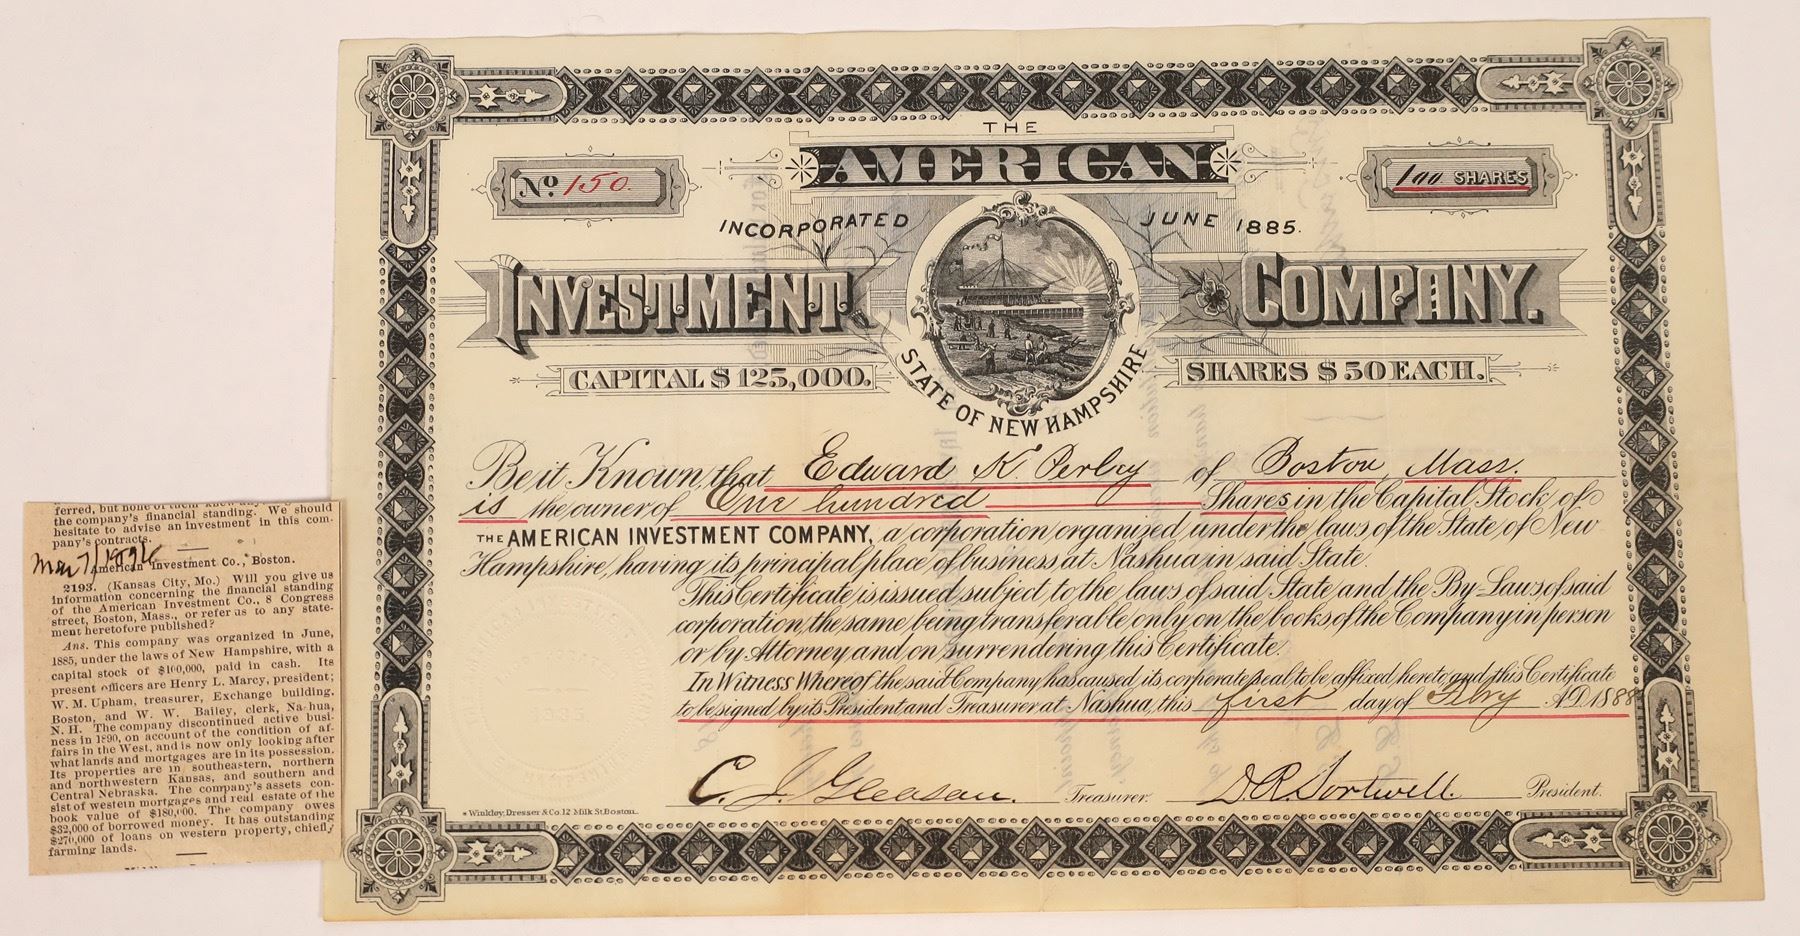 THE
AMERICAN
No 150.
100 SHARES
INCORPORATED JUNE 1885.
INVESTMENT COMPANY.
CAPITAL $125,000.
SHARES $50 EACH.
STATE OF NEW HAMPSHIRE
Be it Known, that Edward K. Perley of Boston, Mass.
is the owner of One hundred Shares in the Capital Stock of
THE AMERICAN INVESTMENT COMPANY, a corporation organized under the laws of the State of New
Hampshire, having its principal place of business at Nashua in said State.
This Certificate is issued subject to the laws of said State and the By-Laws of said
corporation, the same being transferable only on the books of the Company in person
or by Attorney and on surrendering this Certificate.
In Witness Whereof the said Company has caused its corporate seal to be affixed hereto and this Certificate
to be signed by its President and Treasurer at Nashua, this first day of Feby A.D. 1888
C. J. Gleason. Treasurer. D. R. Sortwell. President.
Winkley, Dresser & Co. 12 Milk St. Boston.
ferred, but none of them
the company's financial standing. We should
hesitate to advise an investment in this com-
pany's contracts.
American Investment Co., Boston.
2193. (Kansas City, Mo.) Will you give us
information concerning the financial standing
of the American Investment Co., 8 Congress
street, Boston, Mass., or refer us to any state-
ment heretofore published?
Ans. This company was organized in June,
1885, under the laws of New Hampshire, with a
capital stock of $100,000, paid in cash. Its
present officers are Henry L. Marcy, president;
W. M. Upham, treasurer, Exchange building,
Boston, and W. W. Bailey, clerk, Nashua,
N. H. The company discontinued active busi-
ness in 1890, on account of the condition of af-
fairs in the West, and is now only looking after
what lands and mortgages are in its possession.
Its properties are in southeastern, northern
and northwestern Kansas, and southern and
Central Nebraska. The company's assets con-
sist of western mortgages and real estate of the
book value of $180,000. The company owes
$32,000 of borrowed money. It has outstanding
$270,000 of loans on western property, chiefly
farming lands.